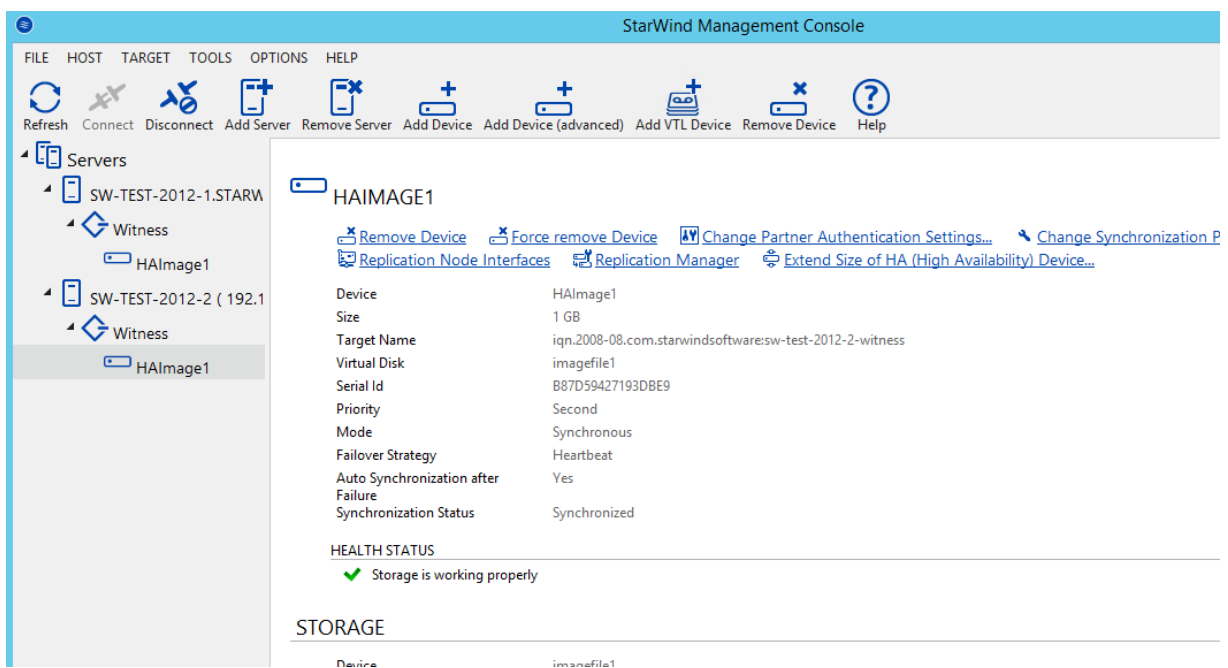 StarWind Management Console
FILE HOST TARGET TOOLS OPTIONS HELP
Refresh Connect Disconnect Add Server Remove Server Add Device Add Device (advanced) Add VTL Device Remove Device Help
Servers
SW-TEST-2012-1.STARW
Witness
HAImage1
SW-TEST-2012-2 ( 192.1
Witness
HAImage1
HAIMAGE1
Remove Device Force remove Device Change Partner Authentication Settings... Change Synchronization P
Replication Node Interfaces Replication Manager Extend Size of HA (High Availability) Device...
Device HAImage1
Size 1 GB
Target Name iqn.2008-08.com.starwindsoftware:sw-test-2012-2-witness
Virtual Disk imagefile1
Serial Id B87D59427193DBE9
Priority Second
Mode Synchronous
Failover Strategy Heartbeat
Auto Synchronization after Yes
Failure
Synchronization Status Synchronized
HEALTH STATUS
Storage is working properly
STORAGE
Device imagefile1